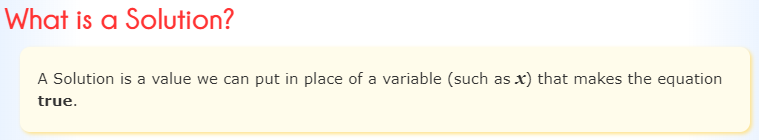 What is a Solution?
A Solution is a value we can put in place of a variable (such as x) that makes the equation
true.